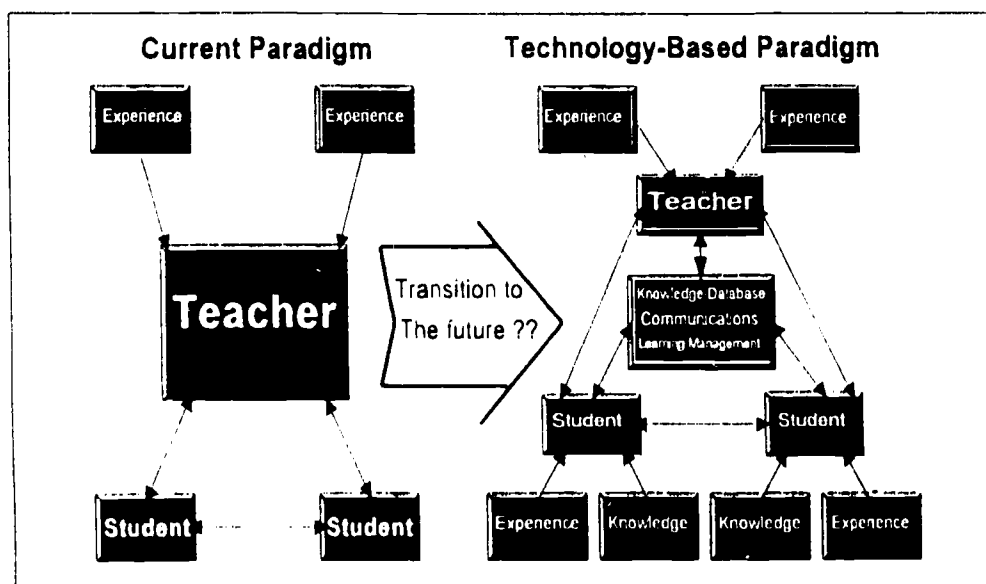 Current Paradigm
Experience
Experience
Teacher
Student
Student
Transition to
The future ??
Technology-Based Paradigm
Experience
Experience
Teacher
Knowledge Database
Communications
Learning Management
Student
Student
Experience
Knowledge
Knowledge
Experience